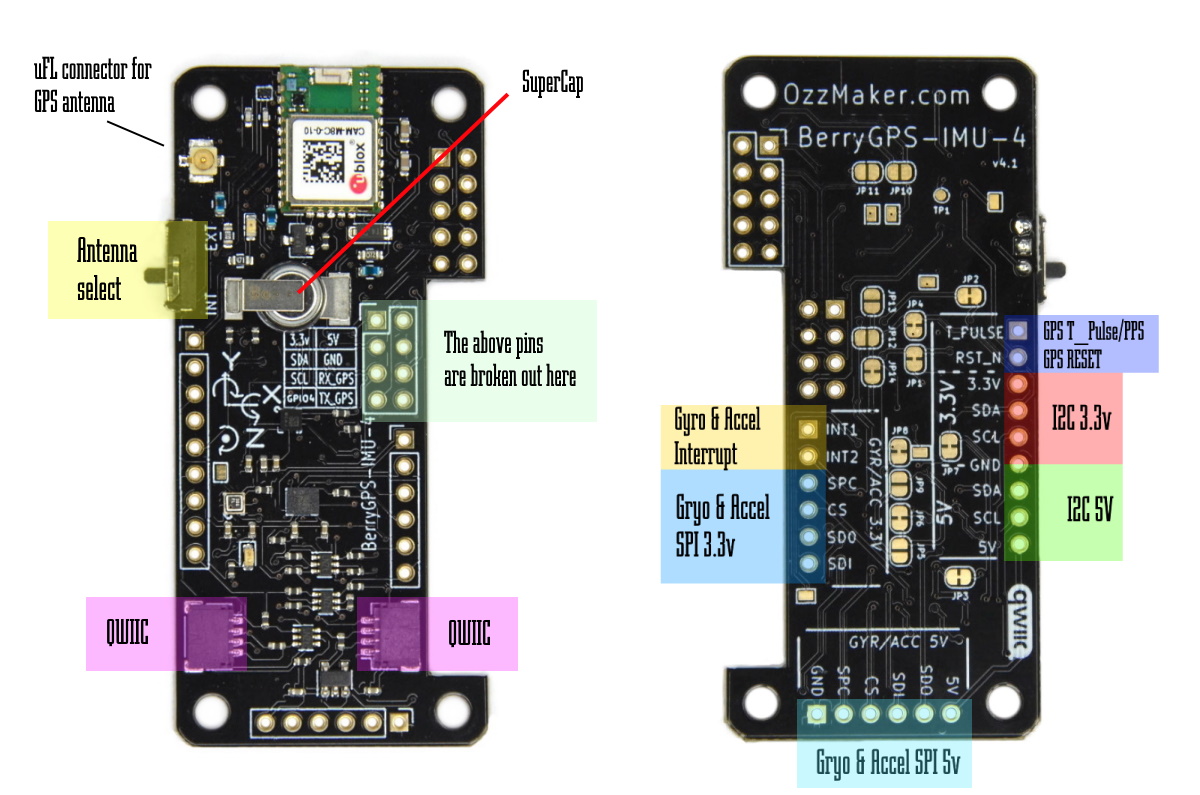 uFL connector for
GPS antenna
SuperCap
CAM-M8C-0-10
ublox
Antenna
select
EXT
INT
3.3v 5V
SDA GND
SCL RX_GPS
GPIO4 TX_GPS
The above pins
are broken out here
Y
X
Z
BerryGPS-IMU-4
QWIIC
QWIIC
OzzMaker.com
BerryGPS-IMU-4
v4.1
JP11 JP10
TP1
JP2
JP13
JP4
JP12
JP14
JP1
T_PULSE
RST_N
3.3V
SDA
SCL
GND
SDA
SCL
5V
GPS T_Pulse/PPS
GPS RESET
3.3V
5V
I2C 3.3v
I2C 5V
Gyro & Accel
Interrupt
Gryo & Accel
SPI 3.3v
INT1
INT2
SPC
CS
SDO
SDI
GYR/ACC 3.3V
JP8
JP7
JP9
JP6
JP5
JP3
qwiic
GYR/ACC 5V
GND SPC CS SDI SDO 5V
Gryo & Accel SPI 5v